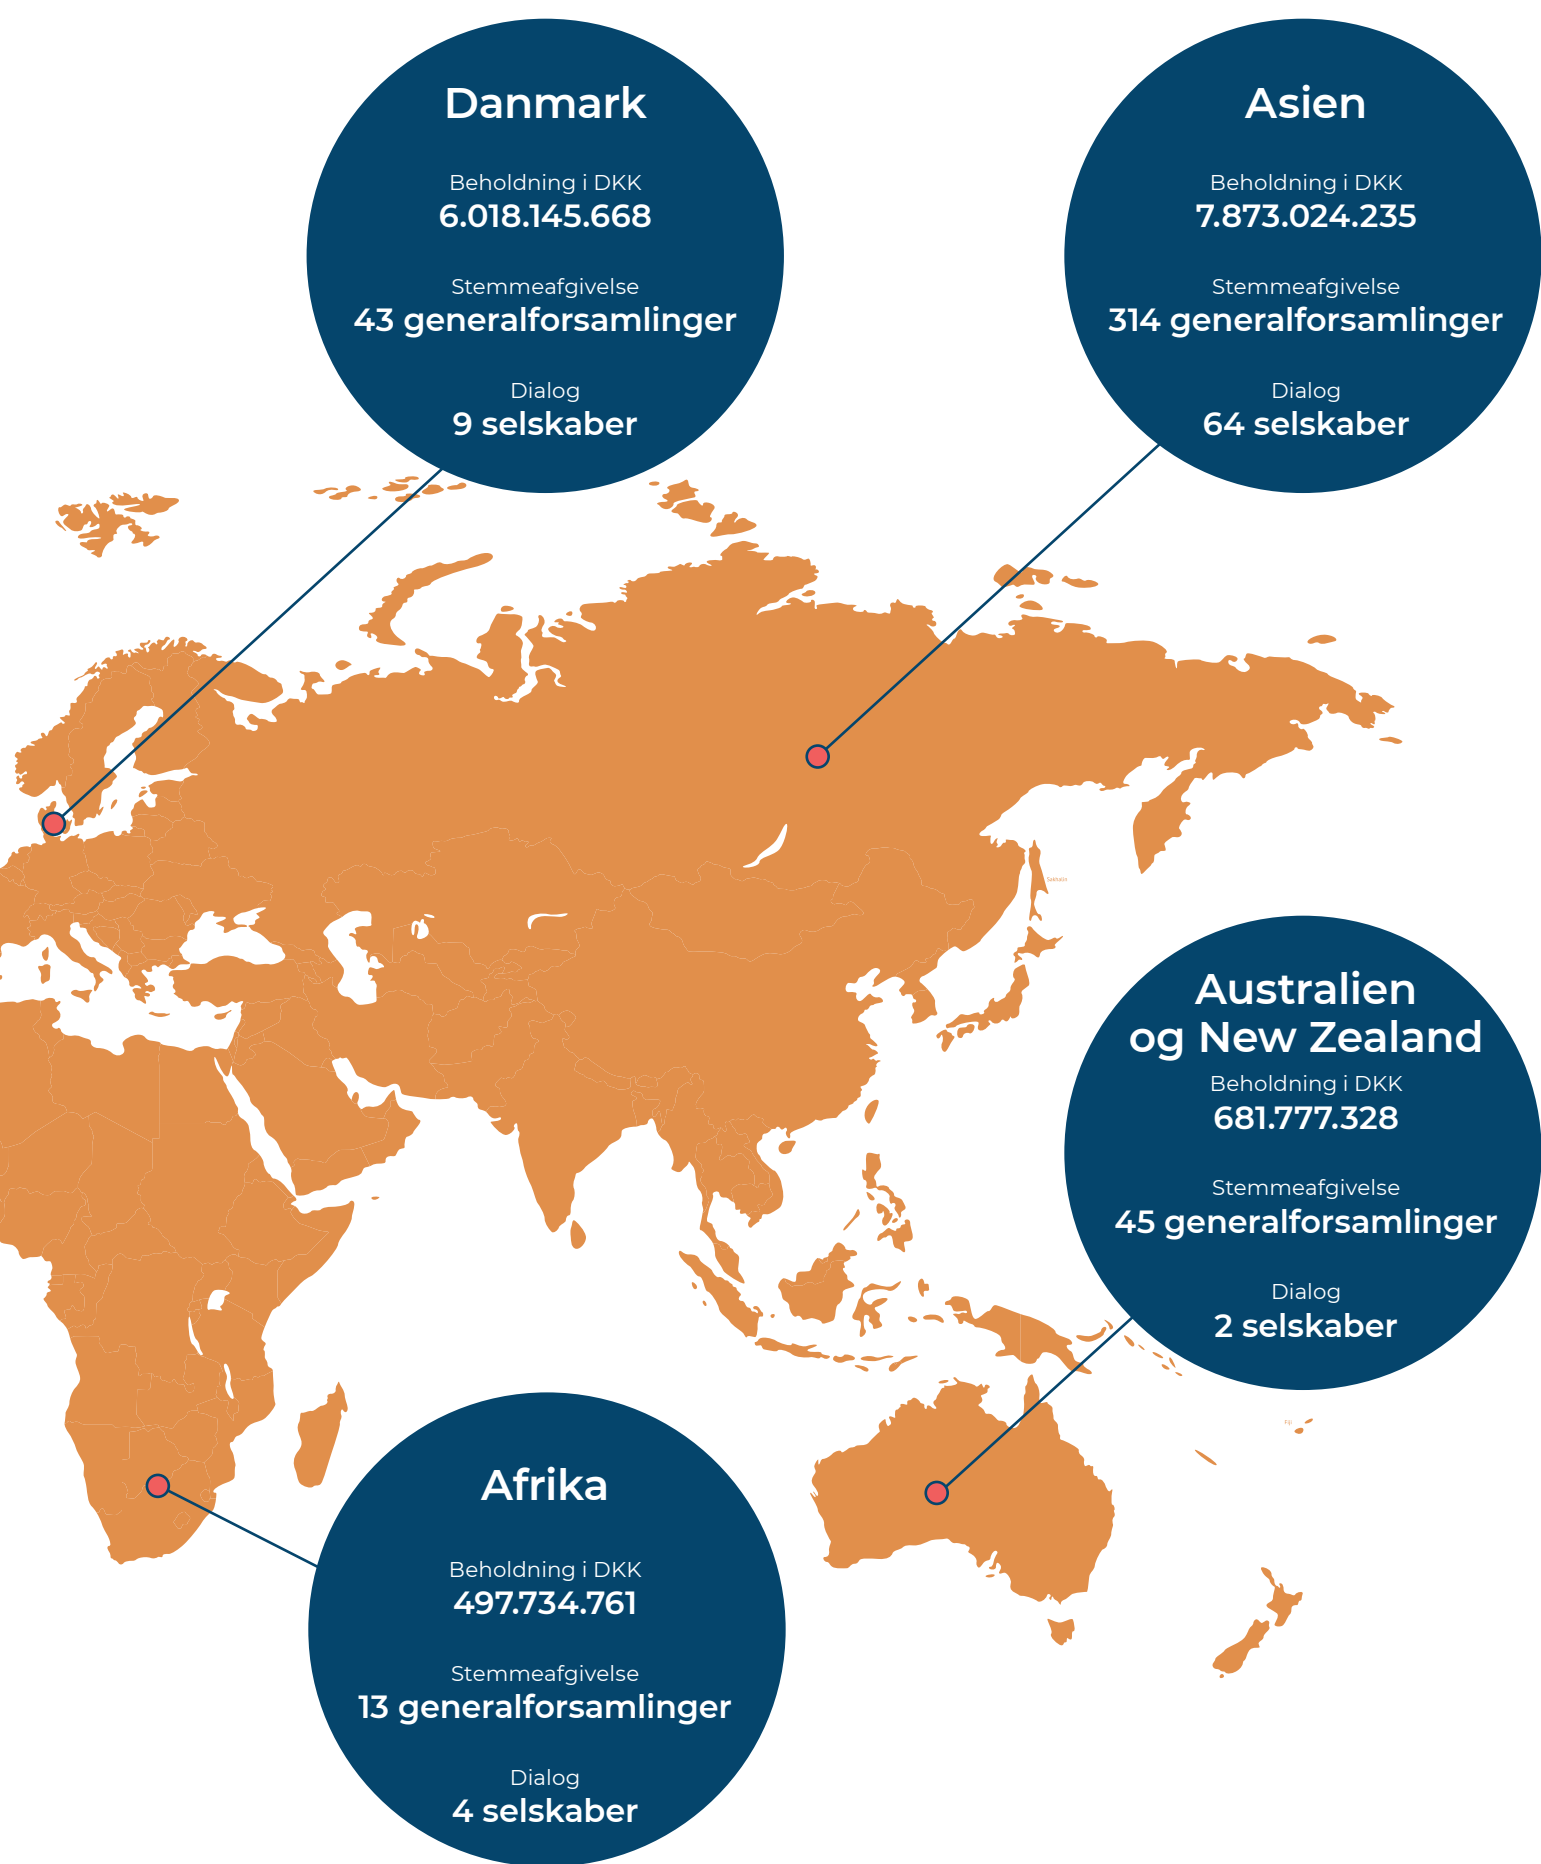 Danmark
Beholdning i DKK
6.018.145.668
Stemmeafgivelse
43 generalforsamlinger
Dialog
9 selskaber
Asien
Beholdning i DKK
7.873.024.235
Stemmeafgivelse
314 generalforsamlinger
Dialog
64 selskaber
Sakhalin
Australien
og New Zealand
Beholdning i DKK
681.777.328
Stemmeafgivelse
45 generalforsamlinger
Dialog
2 selskaber
Fiji
Afrika
Beholdning i DKK
497.734.761
Stemmeafgivelse
13 generalforsamlinger
Dialog
4 selskaber